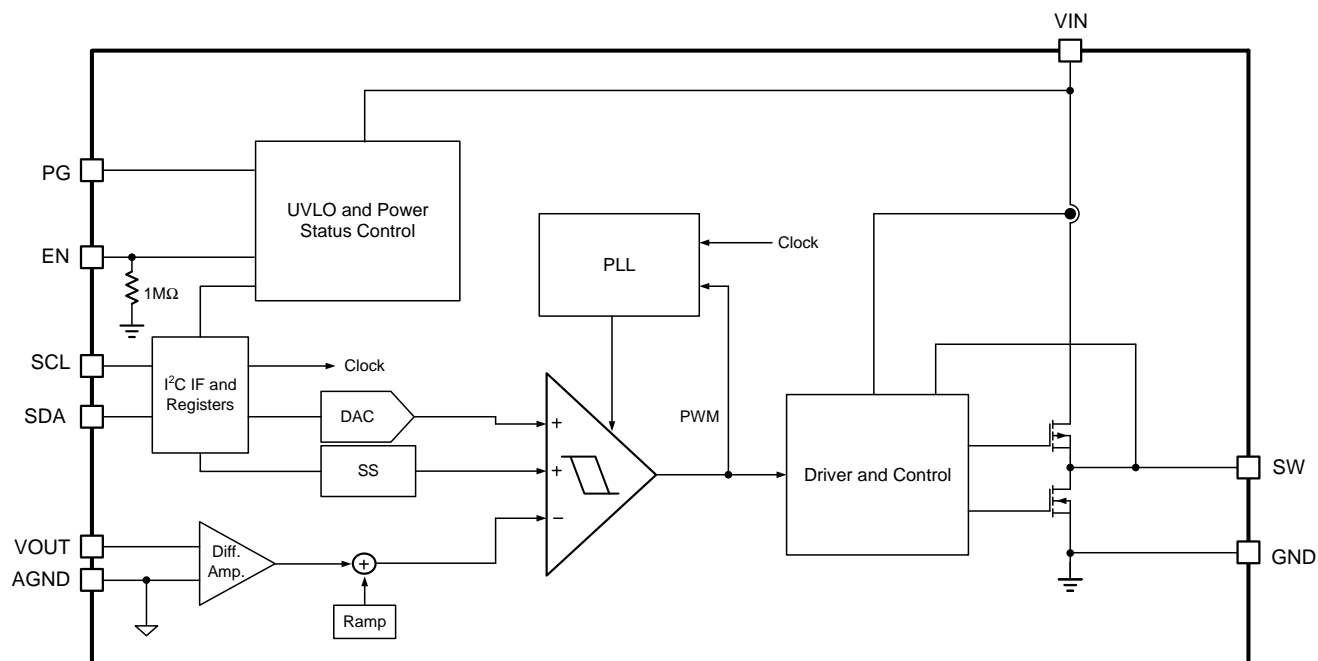 VIN
PG
UVLO and Power
Status Control
EN
1MΩ
PLL
Clock
SCL
I²C IF and
Registers
Clock
SDA
DAC
+
PWM
SS
+
Driver and Control
SW
−
VOUT
Diff.
Amp.
AGND
+
Ramp
GND